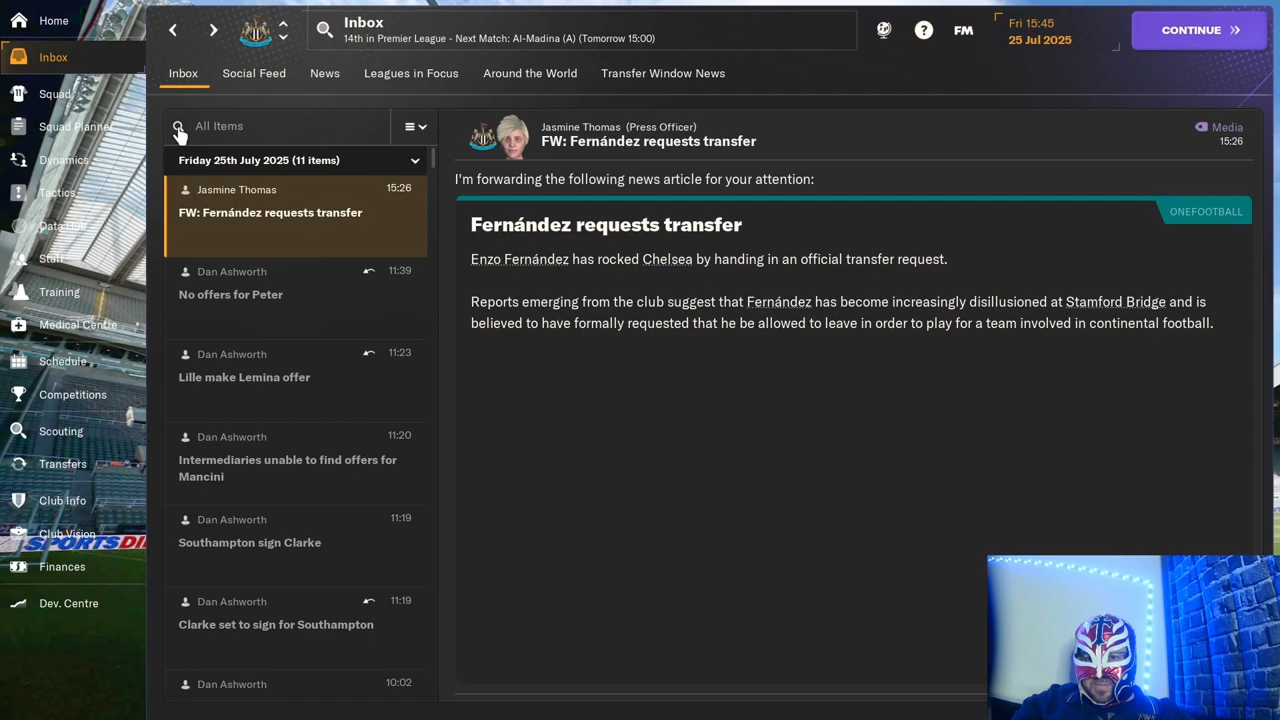 Home
Inbox
Squad
Squad Planner
Dynamics
Tactics
Staff
Training
Medical Centre
Schedule
Competitions
Scouting
Transfers
Club Info
Club Vision
SPORTS DI
Finances
Dev. Centre
Inbox
14th in Premier League - Next Match: Al-Madina (A) (Tomorrow 15:00)
?
FM
Fri 15:45
25 Jul 2025
CONTINUE
Inbox
Social Feed
News
Leagues in Focus
Around the World
Transfer Window News
All Items
Friday 25th July 2025 (11 items)
Jasmine Thomas 15:26
FW: Fernández requests transfer
Dan Ashworth 11:39
No offers for Peter
Dan Ashworth 11:23
Lille make Lemina offer
Dan Ashworth 11:20
Intermediaries unable to find offers for
Mancini
Dan Ashworth 11:19
Southampton sign Clarke
Dan Ashworth 11:19
Clarke set to sign for Southampton
Dan Ashworth 10:02
Jasmine Thomas (Press Officer)
FW: Fernández requests transfer
Media
15:26
I'm forwarding the following news article for your attention:
ONEFOOTBALL
Fernández requests transfer
Enzo Fernández has rocked Chelsea by handing in an official transfer request.
Reports emerging from the club suggest that Fernández has become increasingly disillusioned at Stamford Bridge and is
believed to have formally requested that he be allowed to leave in order to play for a team involved in continental football.